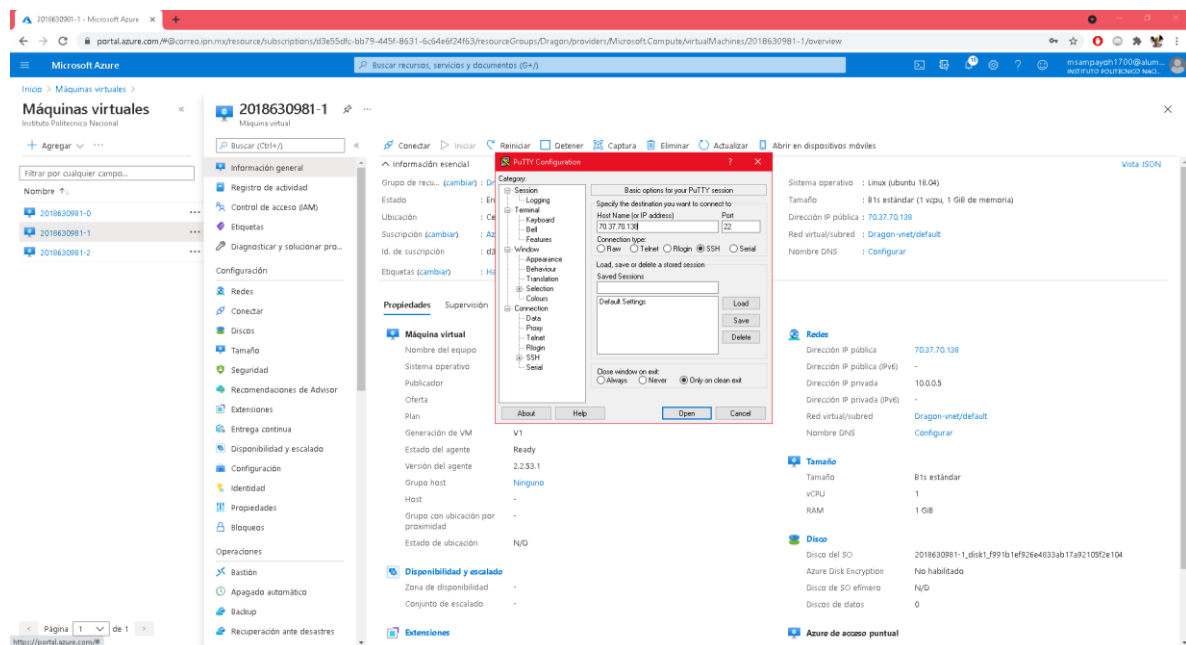 2018630981-1 - Microsoft Azure
portal.azure.com/#@correo.ipn.mx/resource/subscriptions/d3e55dfc-bb79-445f-8631-6c64e6f24f63/resourceGroups/Dragon/providers/Microsoft.Compute/virtualMachines/2018630981-1/overview
Microsoft Azure
Buscar recursos, servicios y documentos (G+/)
msampayoh1700@alum...
INSTITUTO POLITECNICO NAC...
Inicio > Máquinas virtuales >
Máquinas virtuales
Instituto Politecnico Nacional
Agregar
Filtrar por cualquier campo...
Nombre
2018630981-0
2018630981-1
2018630981-2
Página 1 de 1
https://portal.azure.com/#
2018630981-1
Máquina virtual
Buscar (Ctrl+/)
Información general
Registro de actividad
Control de acceso (IAM)
Etiquetas
Diagnosticar y solucionar pro...
Configuración
Redes
Conectar
Discos
Tamaño
Seguridad
Recomendaciones de Advisor
Extensiones
Entrega continua
Disponibilidad y escalado
Configuración
Identidad
Propiedades
Bloqueos
Operaciones
Bastión
Apagado automático
Backup
Recuperación ante desastres
Conectar Iniciar Reiniciar Detener Captura Eliminar Actualizar Abrir en dispositivos móviles
Información esencial
Vista JSON
Grupo de recu... (cambiar) : Dr
Estado : En
Ubicación : Ce
Suscripción (cambiar) : Az
Id. de suscripción : d3
Etiquetas (cambiar) : Ha
Sistema operativo : Linux (ubuntu 18.04)
Tamaño : B1s estándar (1 vcpu, 1 GiB de memoria)
Dirección IP pública : 70.37.70.138
Red virtual/subred : Dragon-vnet/default
Nombre DNS : Configurar
PuTTY Configuration
Category:
Session
Logging
Terminal
Keyboard
Bell
Features
Window
Appearance
Behaviour
Translation
Selection
Colours
Connection
Data
Proxy
Telnet
Rlogin
SSH
Serial
Basic options for your PuTTY session
Specify the destination you want to connect to
Host Name (or IP address) Port
70.37.70.138 22
Connection type:
Raw Telnet Rlogin SSH Serial
Load, save or delete a stored session
Saved Sessions
Default Settings
Load
Save
Delete
Close window on exit:
Always Never Only on clean exit
About Help Open Cancel
Propiedades Supervisión
Máquina virtual
Nombre del equipo
Sistema operativo
Publicador
Oferta
Plan
Generación de VM V1
Estado del agente Ready
Versión del agente 2.2.53.1
Grupo host Ninguno
Host -
Grupo con ubicación por proximidad -
Estado de ubicación N/D
Disponibilidad y escalado
Zona de disponibilidad -
Conjunto de escalado -
Extensiones
Redes
Dirección IP pública 70.37.70.138
Dirección IP pública (IPv6) -
Dirección IP privada 10.0.0.5
Dirección IP privada (IPv6) -
Red virtual/subred Dragon-vnet/default
Nombre DNS Configurar
Tamaño
Tamaño B1s estándar
vCPU 1
RAM 1 GiB
Disco
Disco del SO 2018630981-1_disk1_f991b1ef926e4833ab17a92105f2e104
Azure Disk Encryption No habilitado
Disco de SO efímero N/D
Discos de datos 0
Azure de acceso puntual